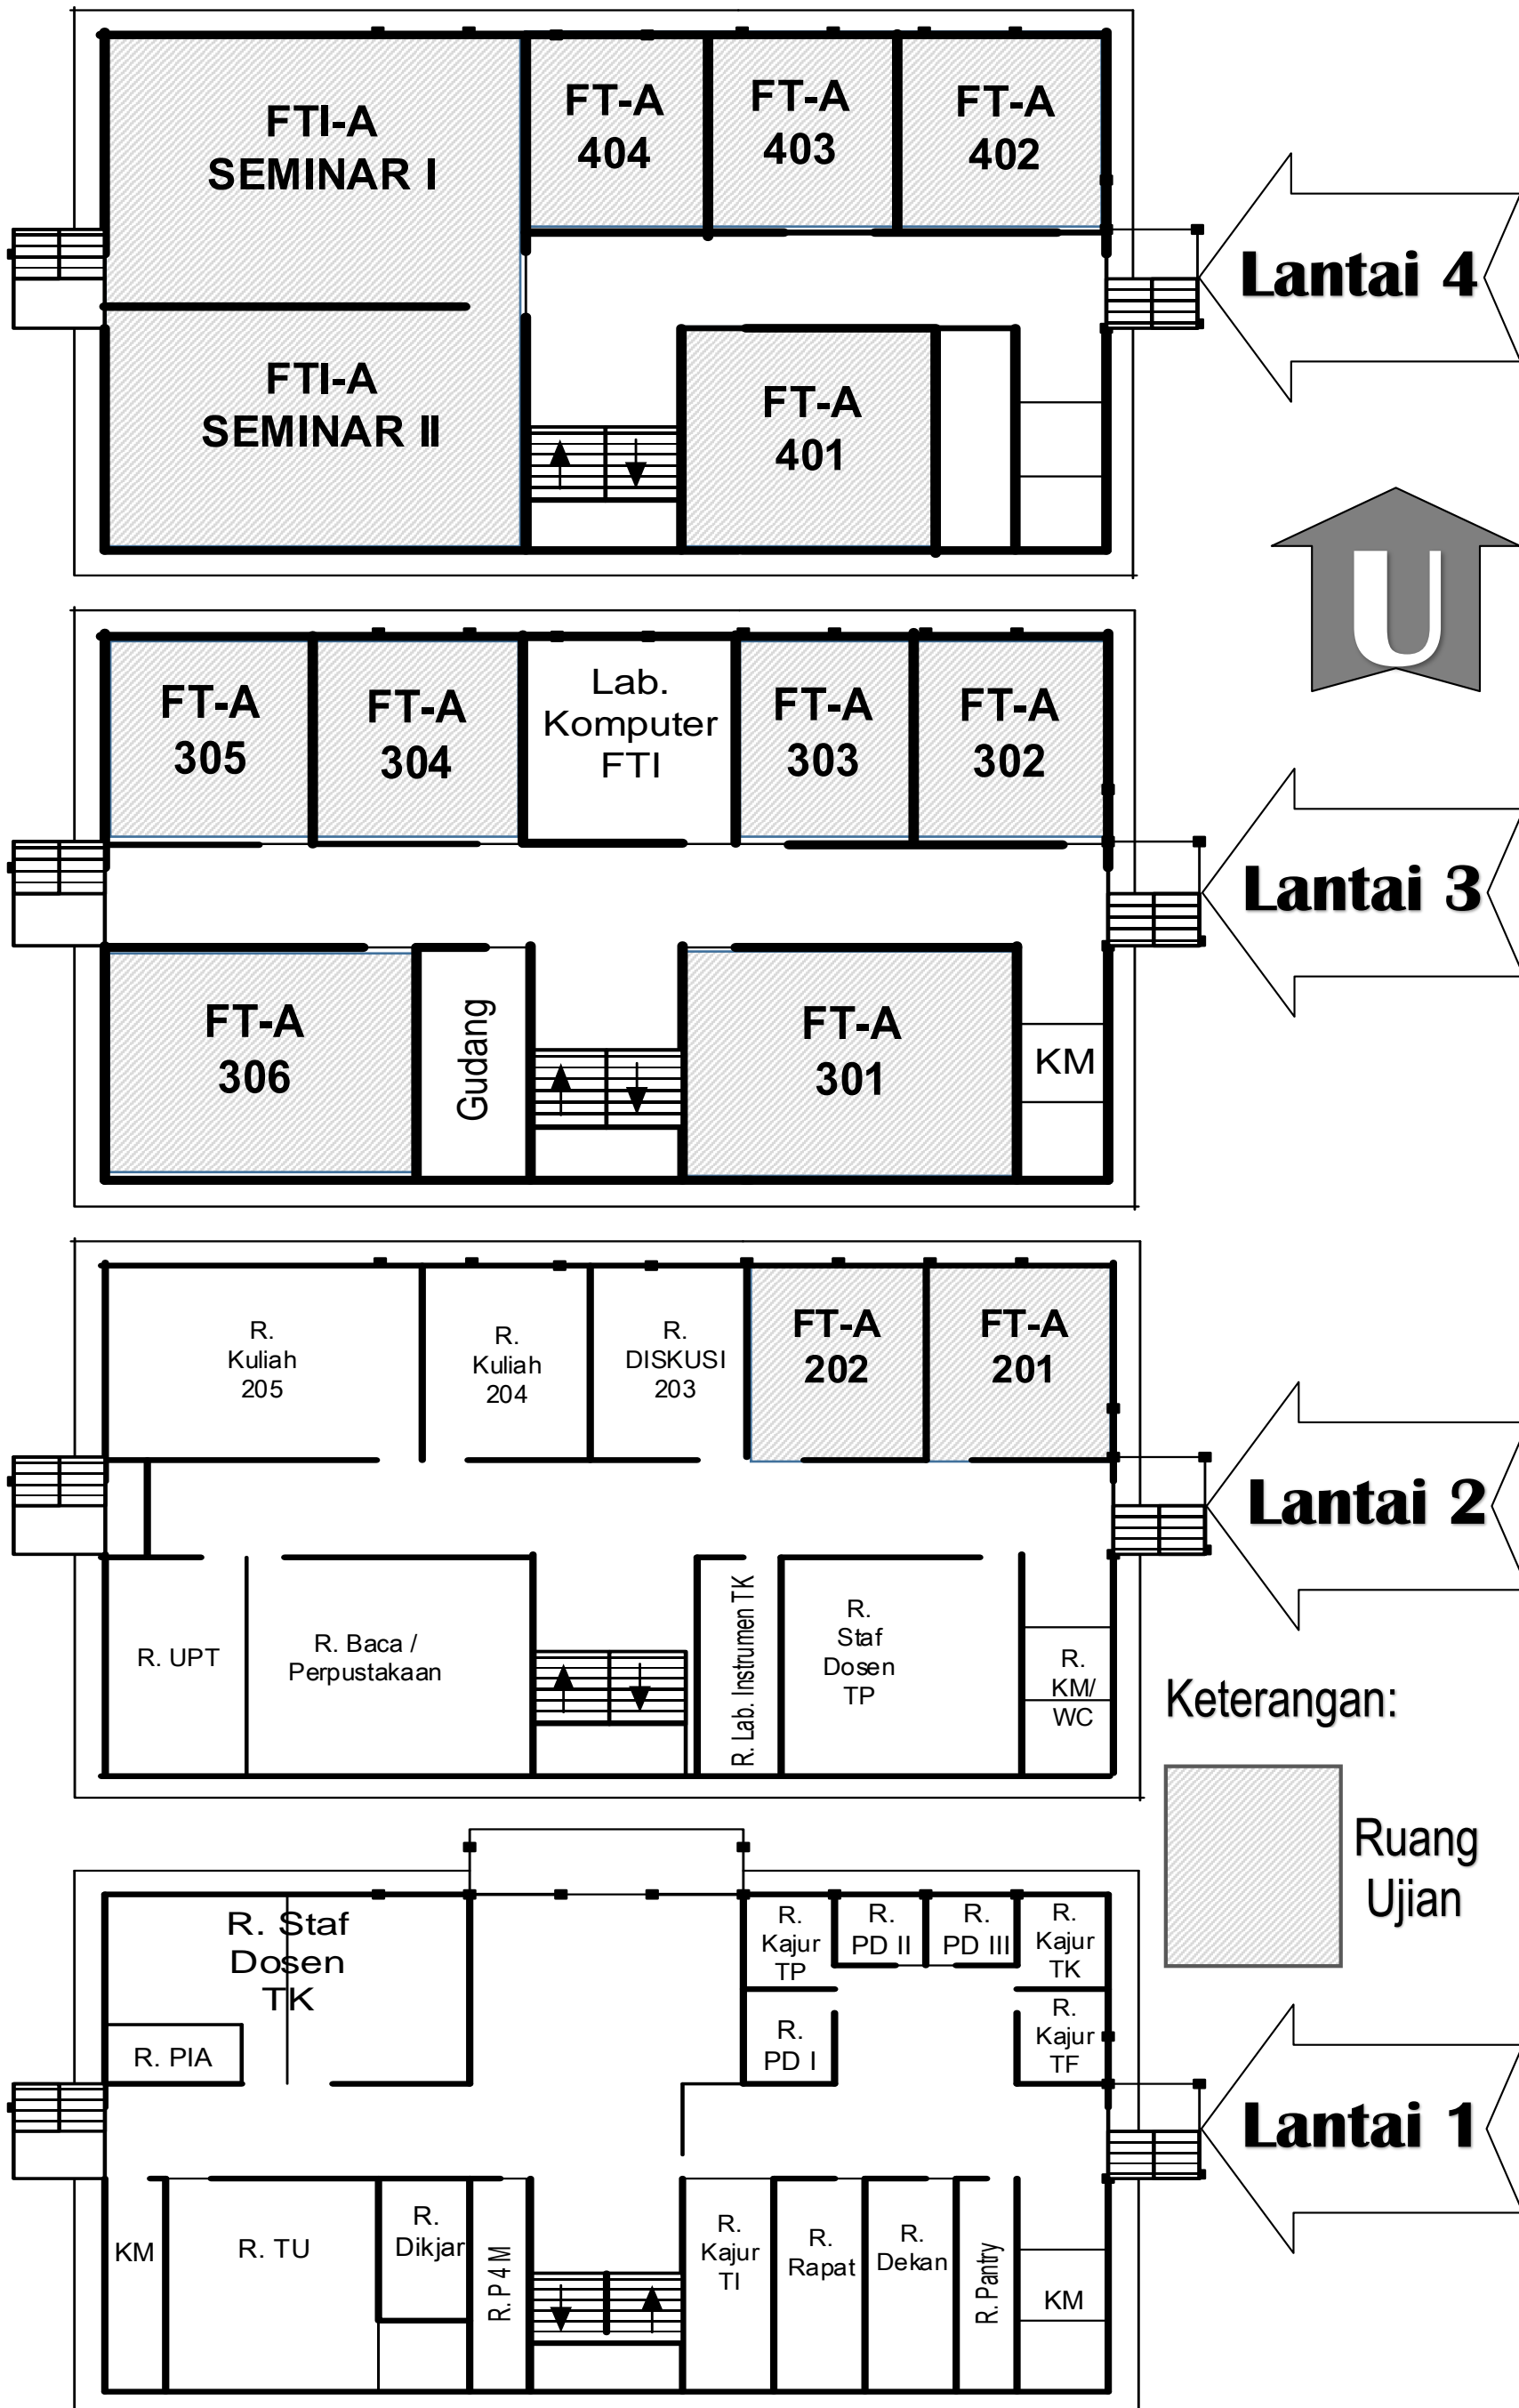 FTI-A
SEMINAR I
FT-A
404
FT-A
403
FT-A
402
Lantai 4
FTI-A
SEMINAR II
FT-A
401
U
FT-A
305
FT-A
304
Lab.
Komputer
FTI
FT-A
303
FT-A
302
Lantai 3
FT-A
306
Gudang
FT-A
301
KM
R.
Kuliah
205
R.
Kuliah
204
R.
DISKUSI
203
FT-A
202
FT-A
201
Lantai 2
R. UPT
R. Baca /
Perpustakaan
R. Lab. Instrumen TK
R.
Staf
Dosen
TP
R.
KM/
WC
Keterangan:
Ruang
Ujian
R. Staf
Dosen
TK
R. PIA
R.
Kajur
TP
R.
PD II
R.
PD III
R.
Kajur
TK
R.
PD I
R.
Kajur
TF
Lantai 1
KM
R. TU
R.
Dikjar
R. P 4 M
R.
Kajur
TI
R.
Rapat
R.
Dekan
R. Pantry
KM